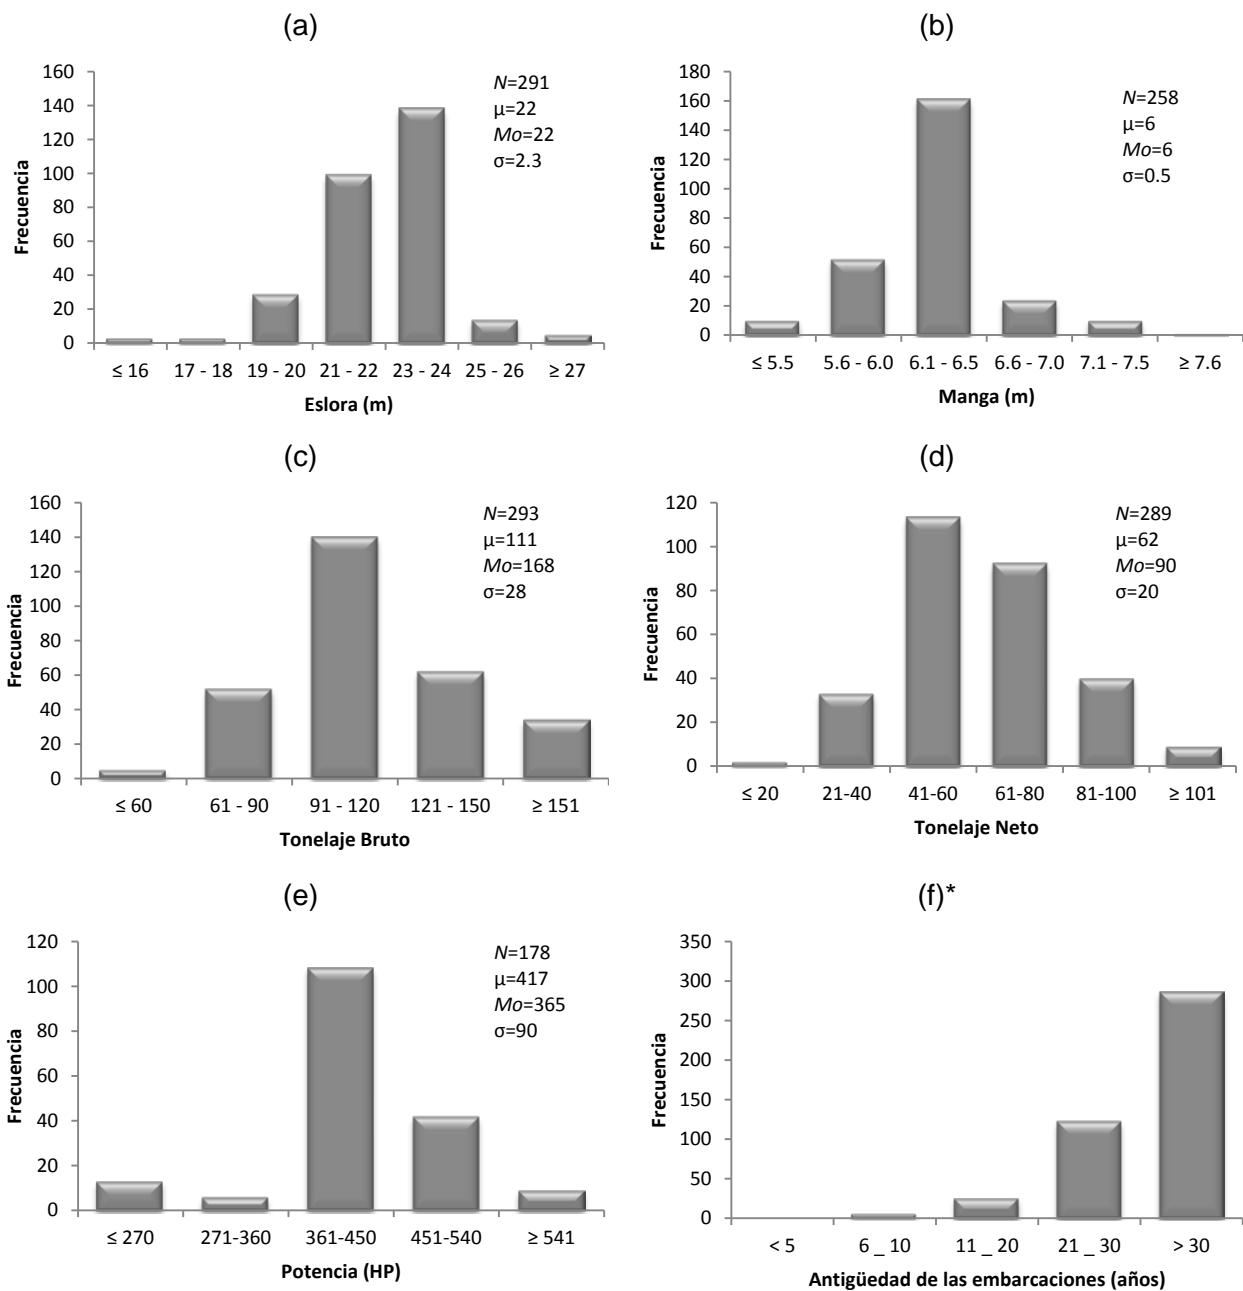 (a)
160
140
120
100
80
60
40
20
0
Frecuencia
N=291
μ=22
Mo=22
σ=2.3
≤ 16 17 - 18 19 - 20 21 - 22 23 - 24 25 - 26 ≥ 27
Eslora (m)
(b)
180
160
140
120
100
80
60
40
20
0
Frecuencia
N=258
μ=6
Mo=6
σ=0.5
≤ 5.5 5.6 - 6.0 6.1 - 6.5 6.6 - 7.0 7.1 - 7.5 ≥ 7.6
Manga (m)
(c)
160
140
120
100
80
60
40
20
0
Frecuencia
N=293
μ=111
Mo=168
σ=28
≤ 60 61 - 90 91 - 120 121 - 150 ≥ 151
Tonelaje Bruto
(d)
120
100
80
60
40
20
0
Frecuencia
N=289
μ=62
Mo=90
σ=20
≤ 20 21-40 41-60 61-80 81-100 ≥ 101
Tonelaje Neto
(e)
120
100
80
60
40
20
0
Frecuencia
N=178
μ=417
Mo=365
σ=90
≤ 270 271-360 361-450 451-540 ≥ 541
Potencia (HP)
(f)*
350
300
250
200
150
100
50
0
Frecuencia
< 5 6 _ 10 11 _ 20 21 _ 30 > 30
Antigüedad de las embarcaciones (años)